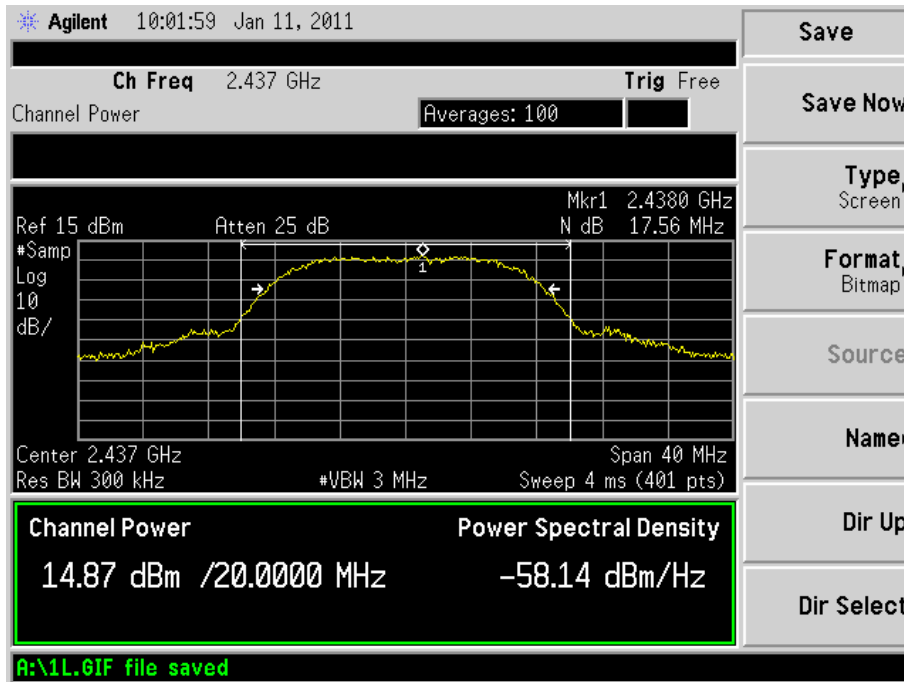 Agilent 10:01:59 Jan 11, 2011
Ch Freq 2.437 GHz Trig Free
Channel Power Averages: 100
Mkr1 2.4380 GHz
Ref 15 dBm Atten 25 dB N dB 17.56 MHz
#Samp
Log
10
dB/
1
Center 2.437 GHz Span 40 MHz
Res BW 300 kHz #VBW 3 MHz Sweep 4 ms (401 pts)
Channel Power Power Spectral Density
14.87 dBm /20.0000 MHz -58.14 dBm/Hz
A:\1L.GIF file saved
Save
Save Now
Type
Screen
Format
Bitmap
Source
Name
Dir Up
Dir Select